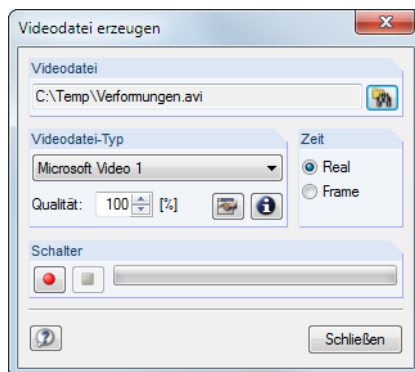 Videodatei erzeugen
Videodatei
C:\Temp\Verformungen.avi
Videodatei-Typ
Microsoft Video 1
Qualität: 100 [%]
Zeit
Real
Frame
Schalter
Schließen